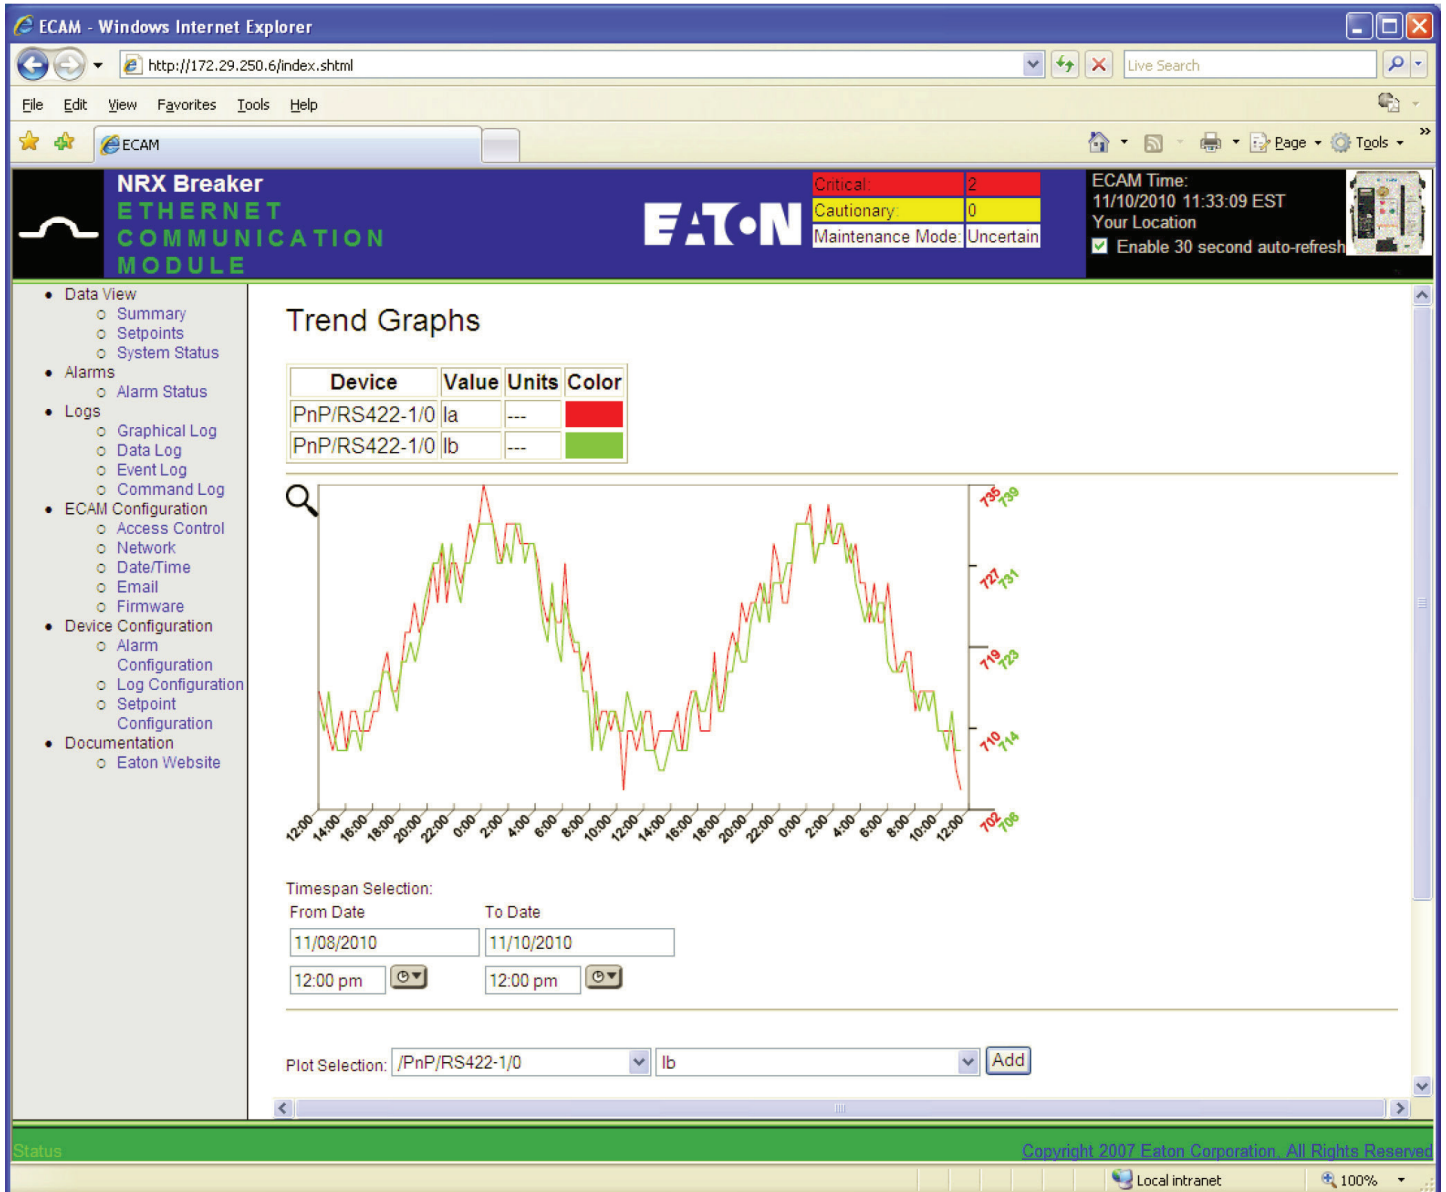 ECAM - Windows Internet Explorer
http://172.29.250.6/index.shtml
Live Search
File Edit View Favorites Tools Help
ECAM
Page Tools
NRX Breaker
ETHERNET
COMMUNICATION
MODULE
EATON
Critical: 2
Cautionary: 0
Maintenance Mode: Uncertain
ECAM Time:
11/10/2010 11:33:09 EST
Your Location
Enable 30 second auto-refresh
Data View
Summary
Setpoints
System Status
Alarms
Alarm Status
Logs
Graphical Log
Data Log
Event Log
Command Log
ECAM Configuration
Access Control
Network
Date/Time
Email
Firmware
Device Configuration
Alarm
Configuration
Log Configuration
Setpoint
Configuration
Documentation
Eaton Website
Trend Graphs
Device Value Units Color
PnP/RS422-1/0 Ia ---
PnP/RS422-1/0 Ib ---
735 739
727 731
719 723
710 714
702 706
12:00 14:00 16:00 18:00 20:00 22:00 0:00 2:00 4:00 6:00 8:00 10:00 12:00 14:00 16:00 18:00 20:00 22:00 0:00 2:00 4:00 6:00 8:00 10:00 12:00
Timespan Selection:
From Date To Date
11/08/2010 11/10/2010
12:00 pm 12:00 pm
Plot Selection: /PnP/RS422-1/0 Ib Add
Status
Copyright 2007 Eaton Corporation. All Rights Reserved
Local intranet 100%